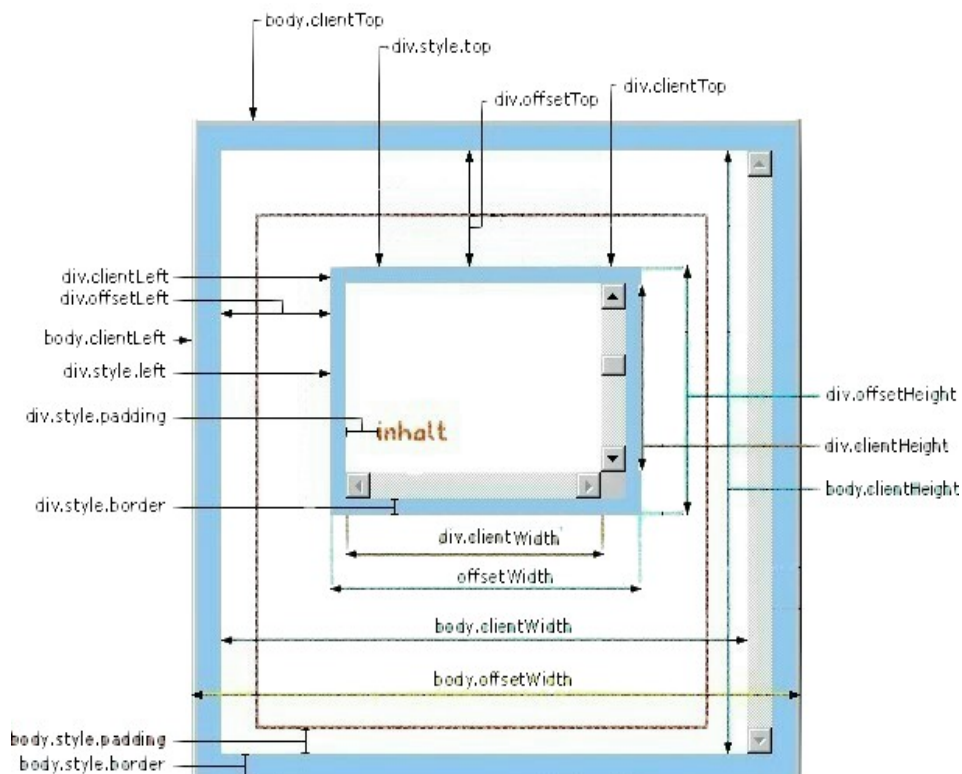 body.clientTop
div.style.top
div.offsetTop
div.clientTop
div.clientLeft
div.offsetLeft
body.clientLeft
div.style.left
div.style.padding
inhalt
div.offsetHeight
div.clientHeight
body.clientHeight
div.style.border
div.clientWidth
offsetWidth
body.clientWidth
body.offsetWidth
body.style.padding
body.style.border